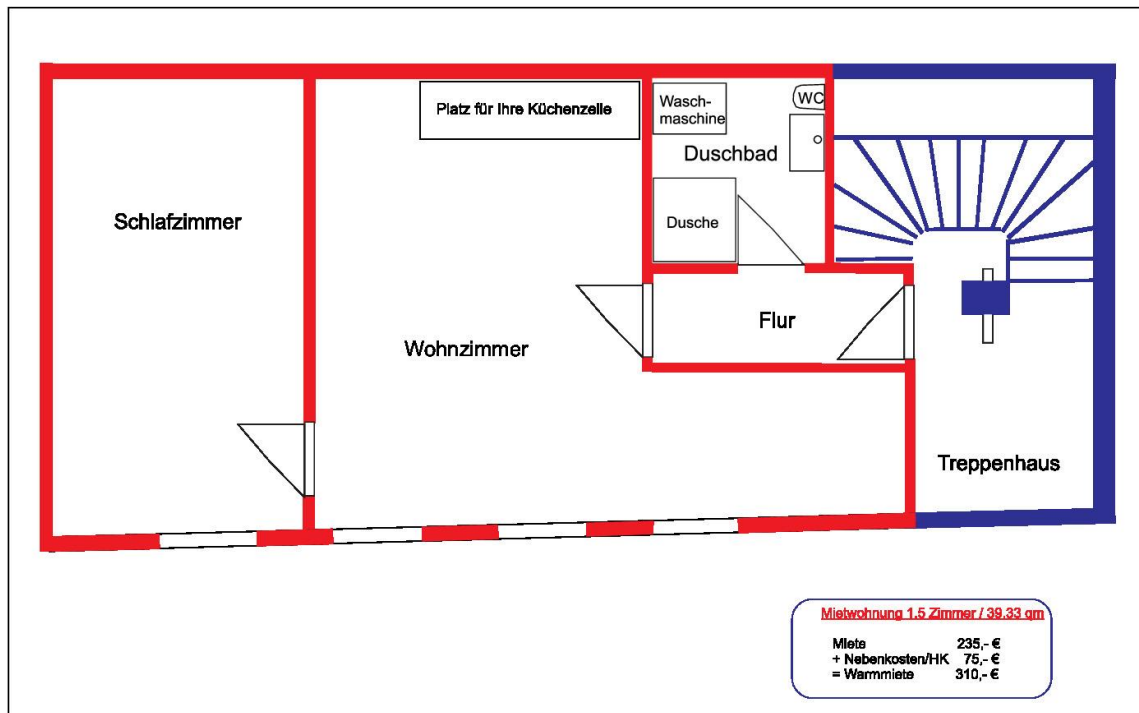 Platz für Ihre Küchenzeile
Wasch-
maschine
WC
Duschbad
Schlafzimmer
Dusche
Flur
Wohnzimmer
Treppenhaus
Mietwohnung 1.5 Zimmer / 39.33 qm
Miete 235,- €
+ Nebenkosten/HK 75,- €
= Warmmiete 310,- €